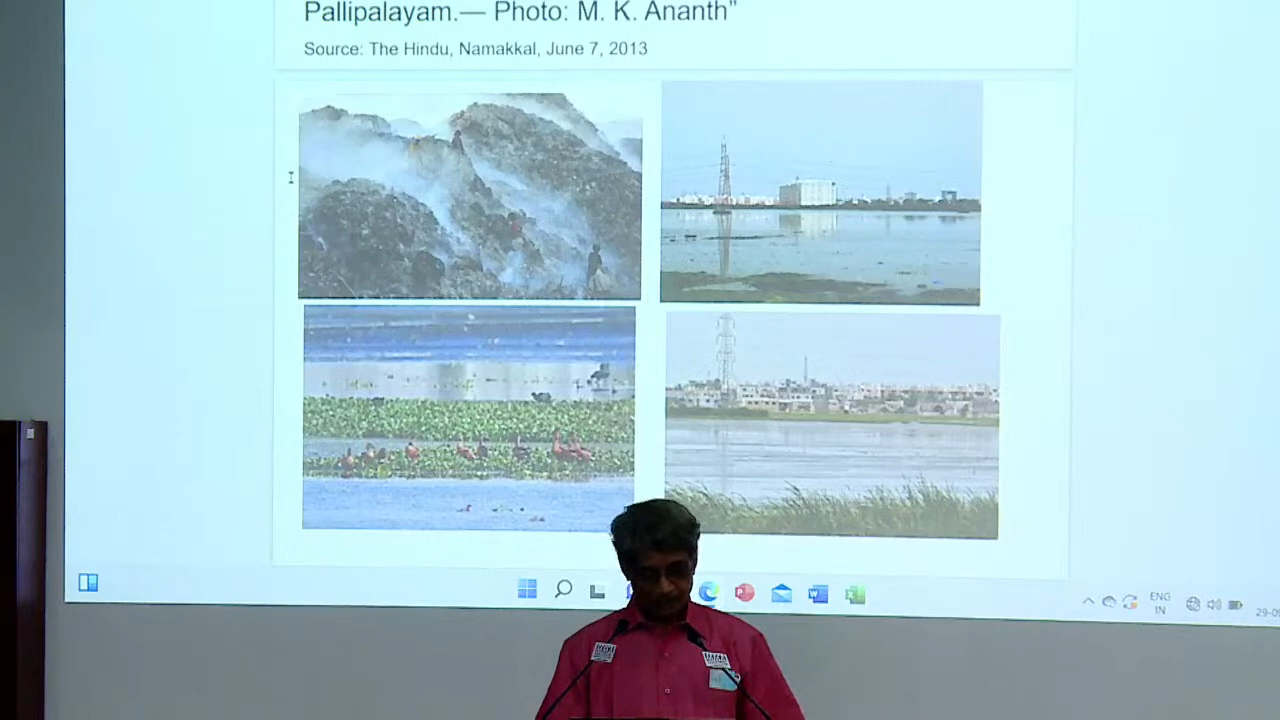 Pallipalayam.— Photo: M. K. Ananth”
Source: The Hindu, Namakkal, June 7, 2013
ENG
IN